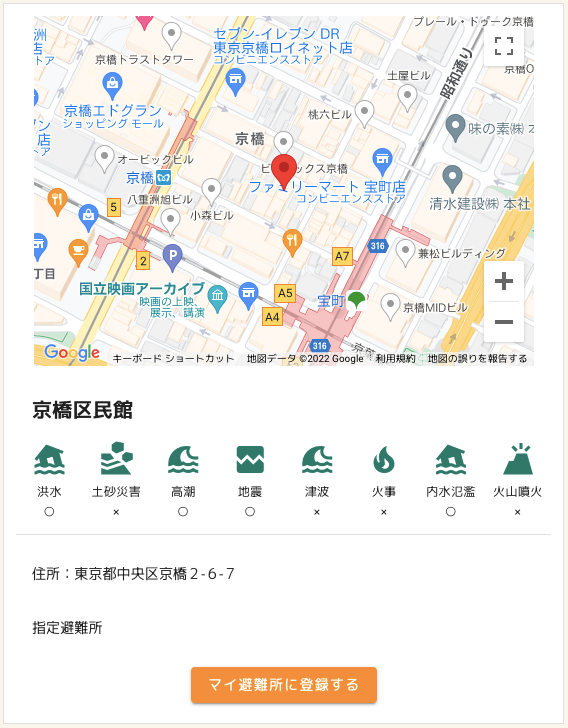 プレール・ドゥーク京橋
洲
店
トア
セブン-イレブン DR
東京京橋ロイネット店
コンビニエンスストア
京橋トラストタワー
土屋ビル
昭和通り
京橋エドグラン
ショッピング モール
桃六ビル
味の素㈱
京橋
オービックビル
京橋
ファミリーマート 宝町店
コンビニエンスストア
八重洲旭ビル
小森ビル
清水建設㈱ 本社
5
2
316
A7
兼松ビルディング
丁目
P
国立映画アーカイブ
映画の上映、
展示、講演
A5
A4
宝町
京橋MIDビル
316
Google
キーボード ショートカット 地図データ ©2022 Google 利用規約 地図の誤りを報告する
京橋区民館
洪水 土砂災害 高潮 地震 津波 火事 内水氾濫 火山噴火
○ × ○ ○ × × ○ ×
住所：東京都中央区京橋２-６-７
指定避難所
マイ避難所に登録する